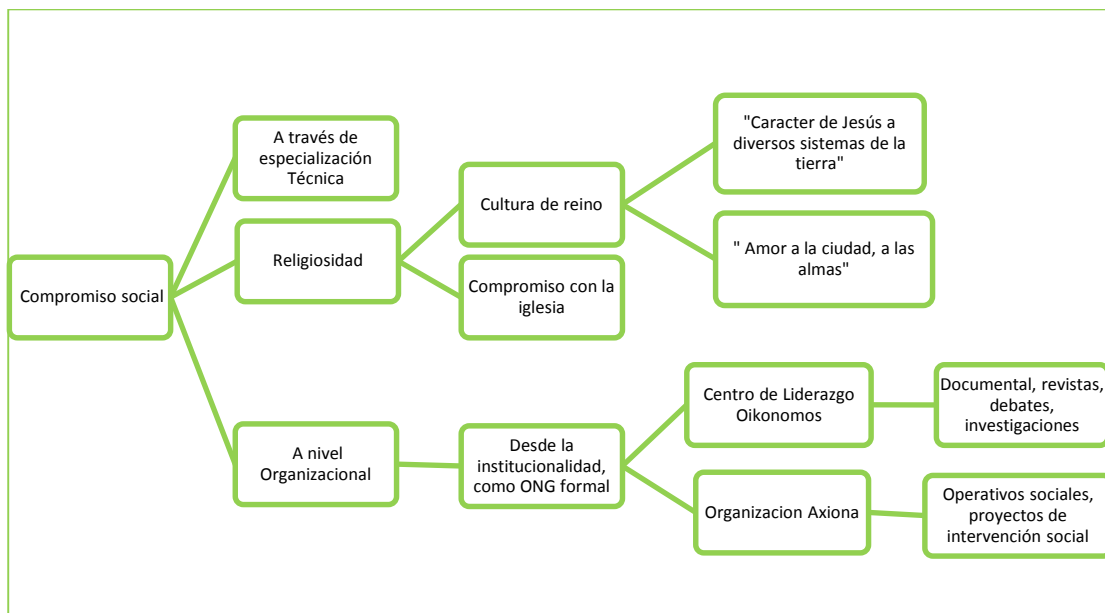 A través de
especialización
Técnica
"Caracter de Jesús a
diversos sistemas de la
tierra"
Cultura de reino
Religiosidad
" Amor a la ciudad, a las
almas"
Compromiso social
Compromiso con la
iglesia
Centro de Liderazgo
Oikonomos
Documental, revistas,
debates,
investigaciones
A nivel
Organizacional
Desde la
institucionalidad,
como ONG formal
Organizacion Axiona
Operativos sociales,
proyectos de
intervención social